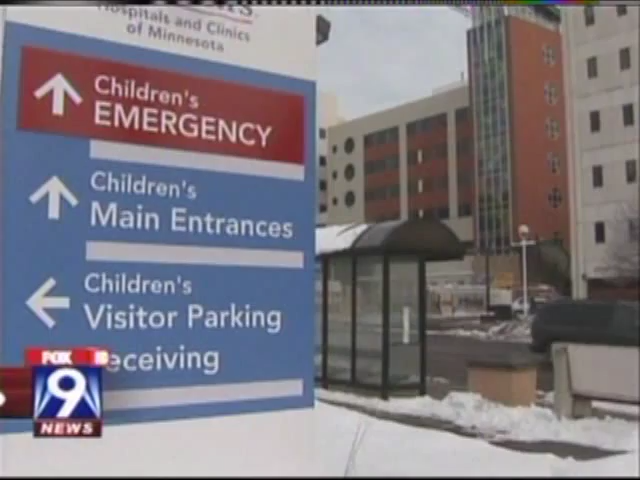 Hospitals and Clinics
of Minnesota
Children's
EMERGENCY
Children's
Main Entrances
Children's
Visitor Parking
eceiving
FOX
9
NEWS